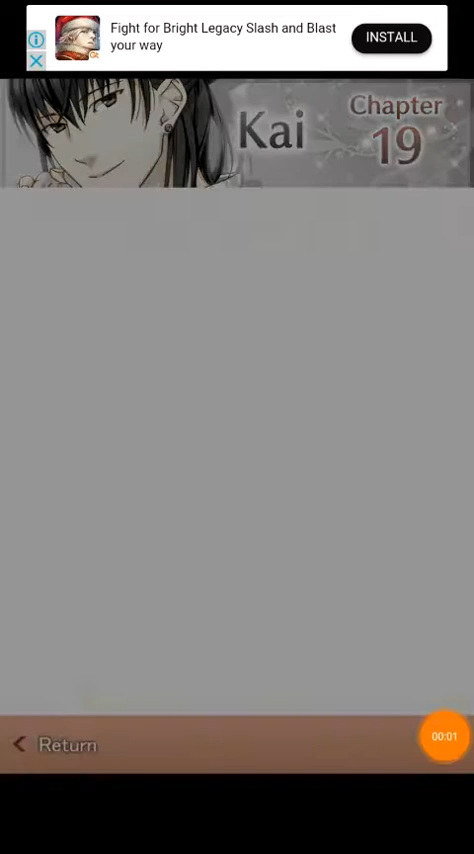 Fight for Bright Legacy Slash and Blast
your way
INSTALL
Kai
Chapter
19
Return
00:01